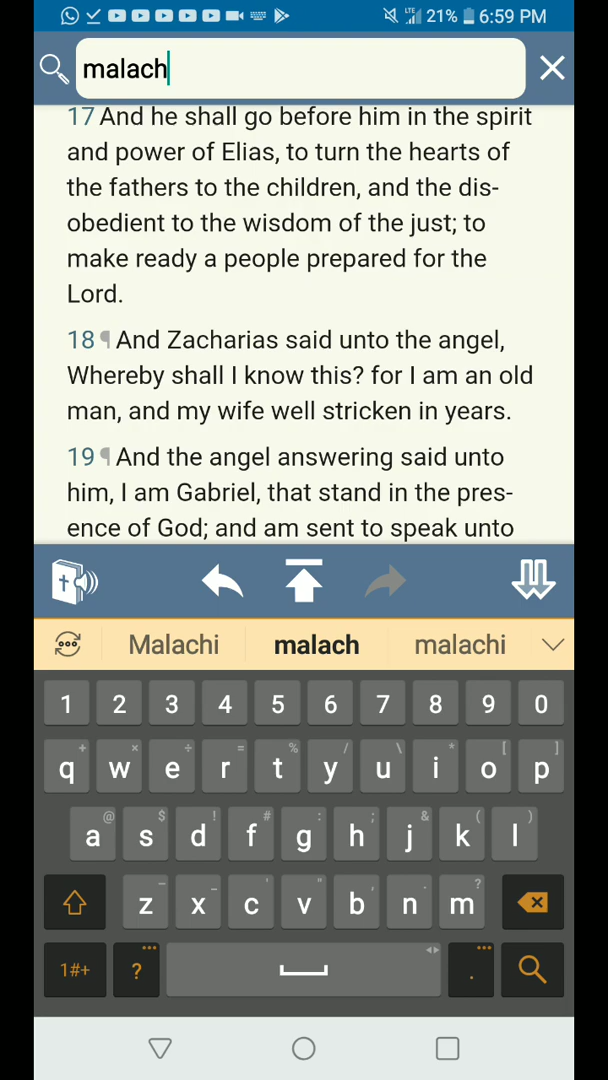 LTE 21% 6:59 PM
malach
17 And he shall go before him in the spirit
and power of Elias, to turn the hearts of
the fathers to the children, and the dis-
obedient to the wisdom of the just; to
make ready a people prepared for the
Lord.
18 ¶ And Zacharias said unto the angel,
Whereby shall I know this? for I am an old
man, and my wife well stricken in years.
19 ¶ And the angel answering said unto
him, I am Gabriel, that stand in the pres-
ence of God; and am sent to speak unto
Malachi malach malachi
1 2 3 4 5 6 7 8 9 0
+ × ÷ = % / \ * [ ]
q w e r t y u i o p
@ $ ! # : ; & ( )
a s d f g h j k l
z x c v b n m
1#+ ? .